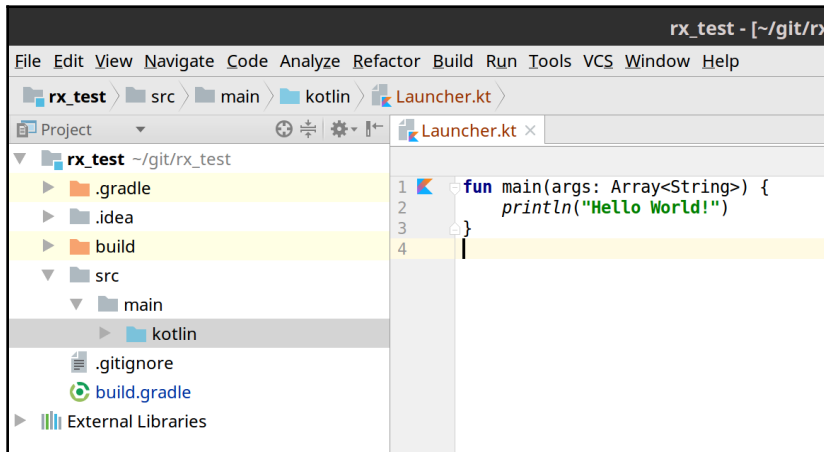 rx_test - [~/git/rx
File Edit View Navigate Code Analyze Refactor Build Run Tools VCS Window Help
rx_test src main kotlin Launcher.kt
Project
Launcher.kt
rx_test ~/git/rx_test
.gradle
.idea
build
src
main
kotlin
.gitignore
build.gradle
External Libraries
1 fun main(args: Array<String>) {
2 println("Hello World!")
3 }
4